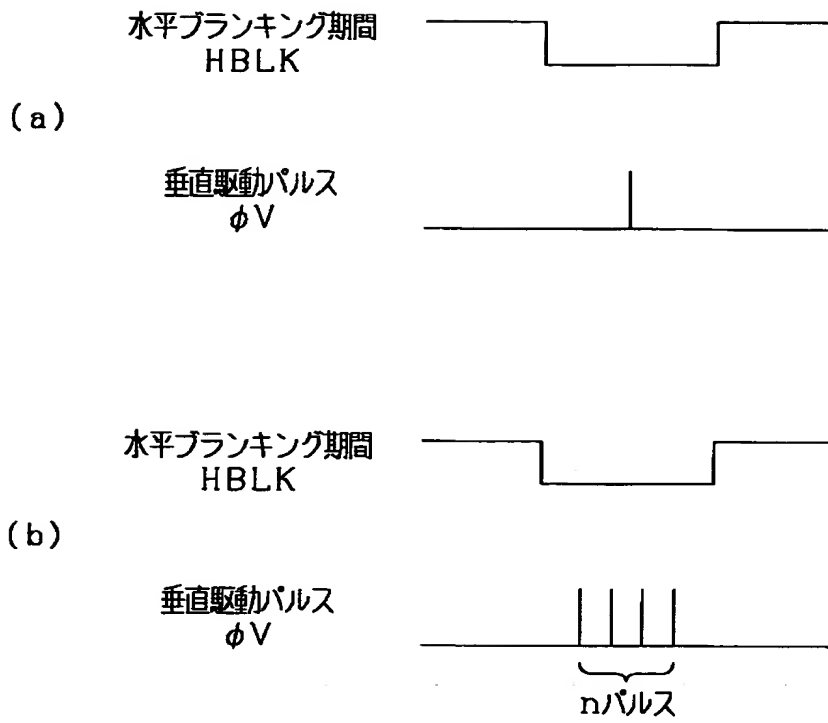 水平ブランキング期間
HBLK
(a)
垂直駆動パルス
φV
水平ブランキング期間
HBLK
(b)
垂直駆動パルス
φV
nパルス